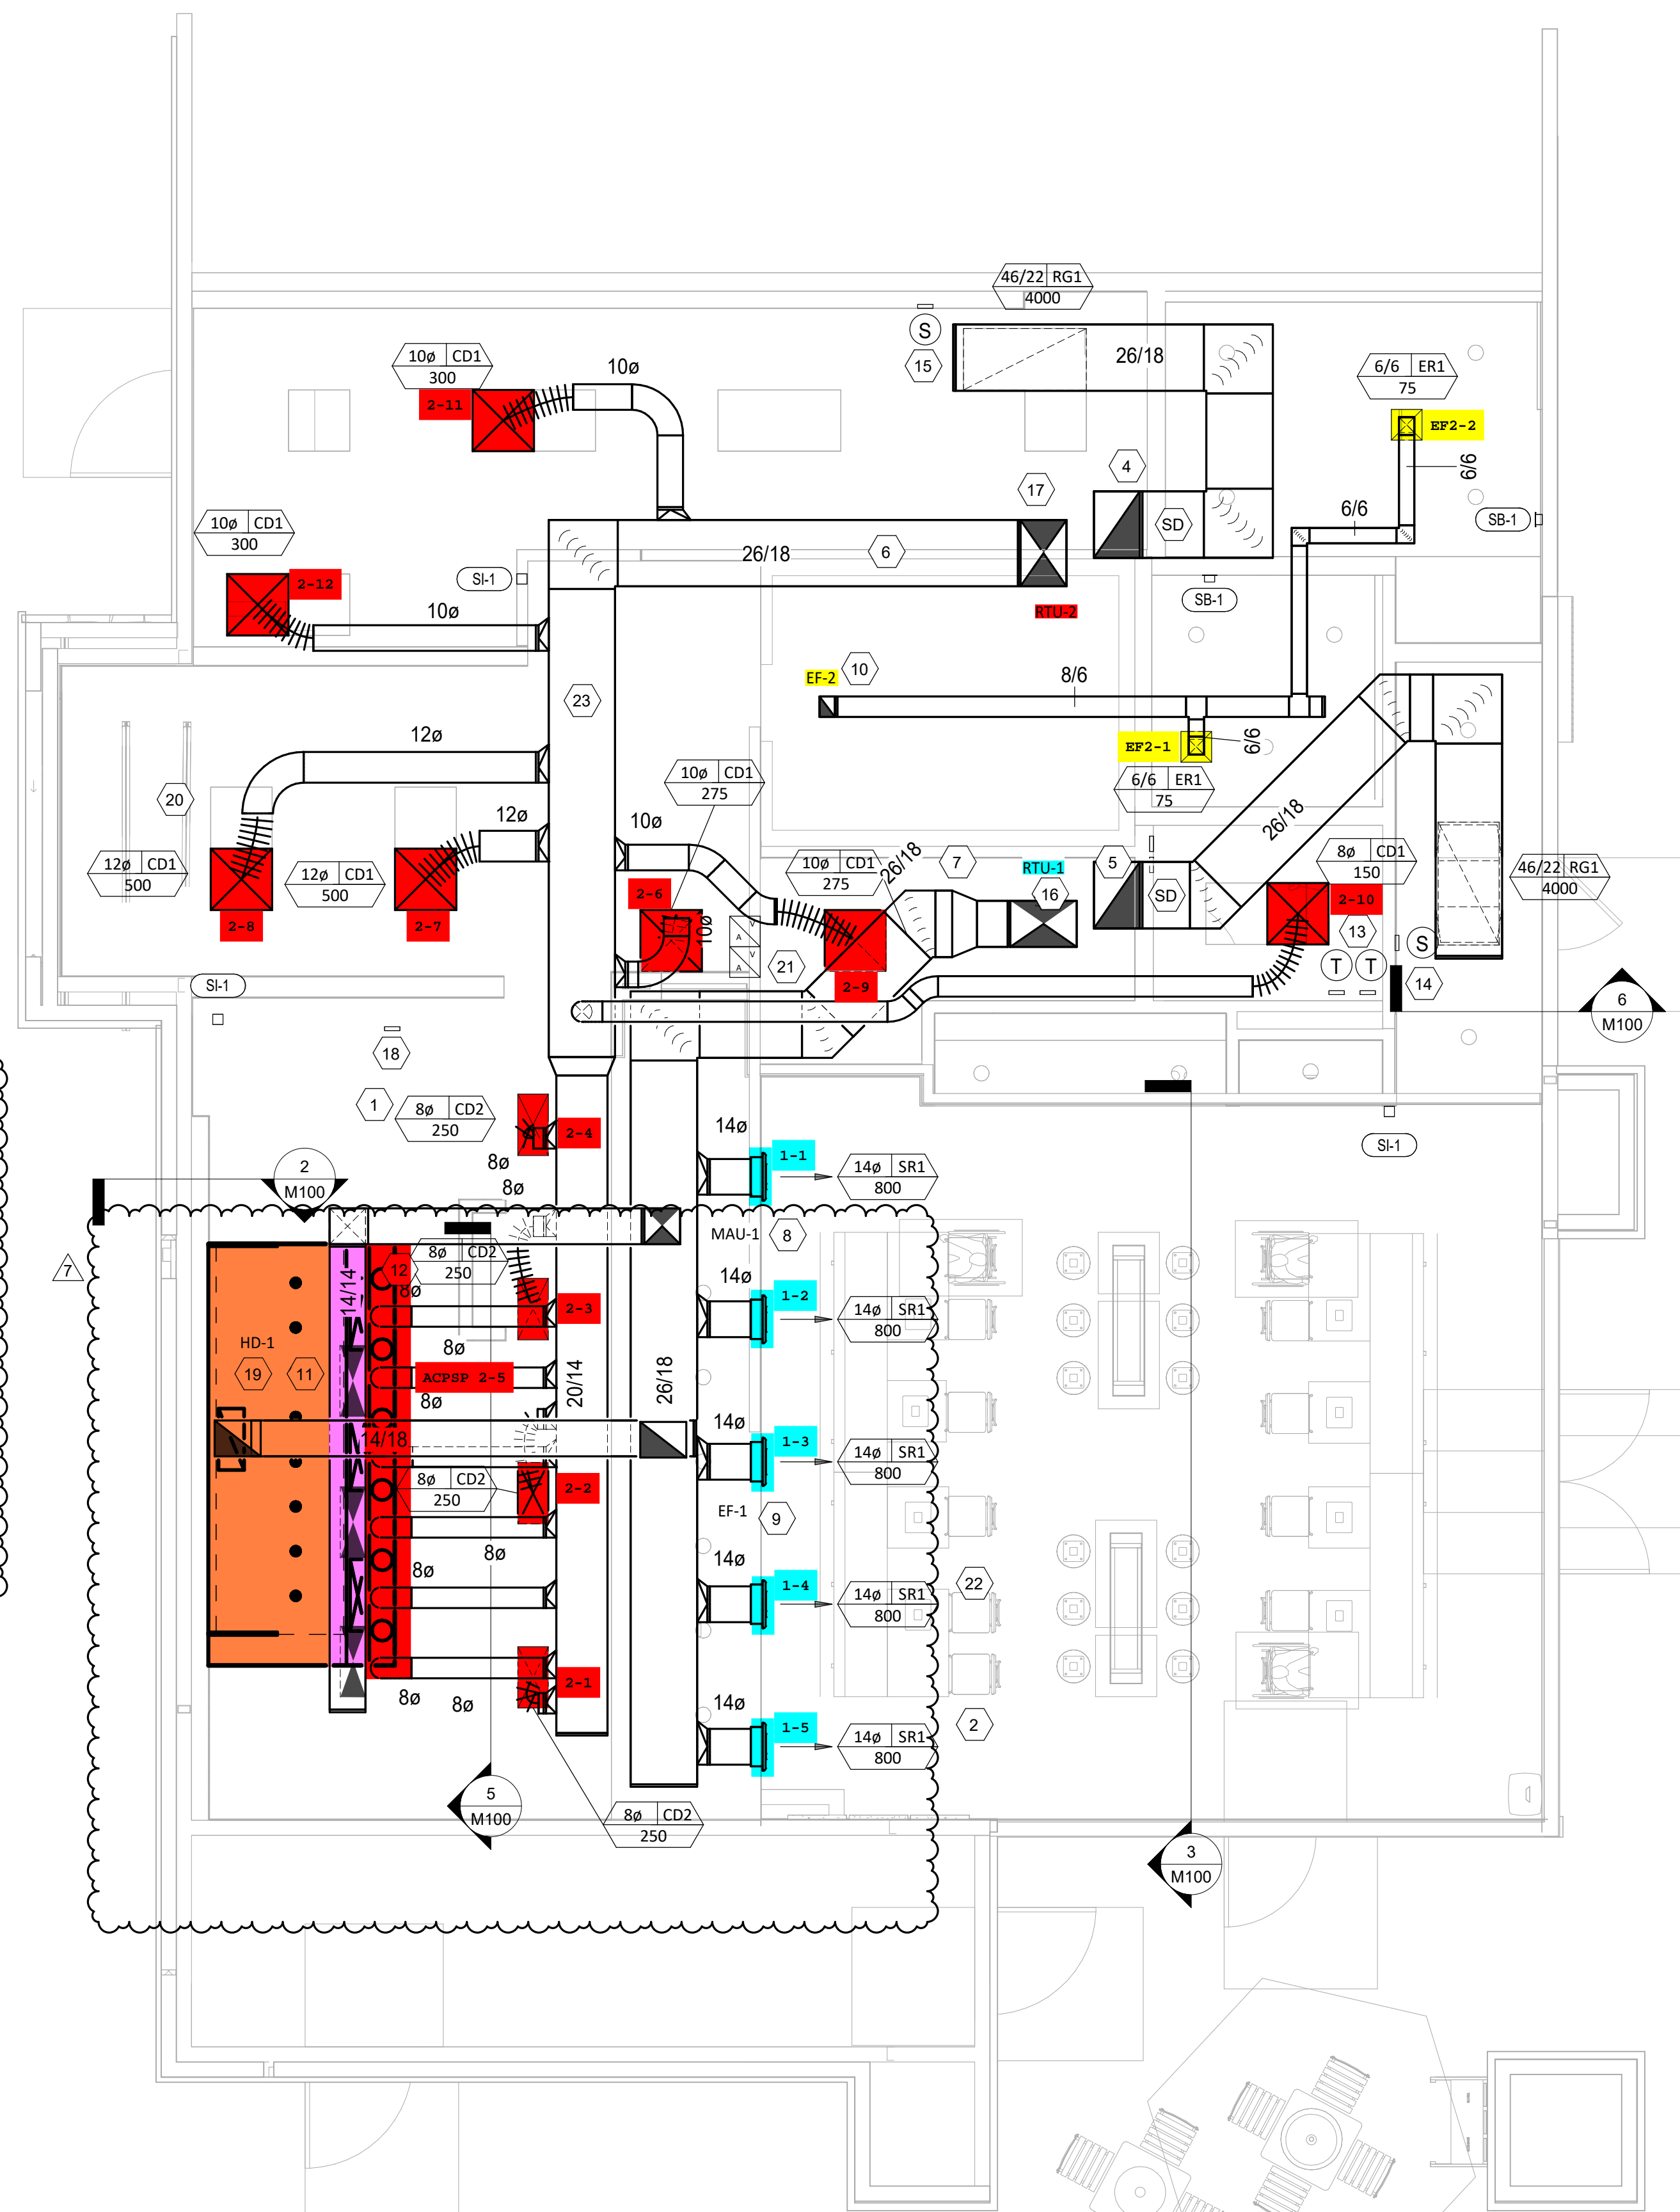 46/22 RG1
4000
S
15
26/18
10ø CD1
300
10ø
2-11
6/6 ER1
75
EF2-2
6/6
4
17
SD
6/6
SB-1
10ø CD1
300
26/18
6
SI-1
2-12
10ø
SB-1
RTU-2
EF-2
10
8/6
23
12ø
EF2-1
6/6
6/6 ER1
75
20
10ø CD1
275
12ø
10ø
26/18
12ø CD1
500
12ø CD1
500
10ø CD1
275
26/18
7
RTU-1
16
5
SD
8ø CD1
150
46/22 RG1
4000
2-6
2-10
2-8
2-7
10ø
V
A
V
A
21
2-9
13
T
T
S
14
SI-1
6
M100
18
1
8ø CD2
250
2-4
8ø
8ø
14ø
1-1
14ø SR1
800
SI-1
2
M100
7
MAU-1
8
8ø CD2
250
12
8ø
14/14
14ø
1-2
14ø SR1
800
2-3
HD-1
19
11
8ø
ACPSP 2-5
8ø
20/14
26/18
14/18
14ø
1-3
14ø SR1
800
8ø CD2
250
2-2
EF-1
9
8ø
8ø
14ø
1-4
14ø SR1
800
22
8ø
8ø
2-1
14ø
1-5
14ø SR1
800
2
5
M100
8ø CD2
250
3
M100